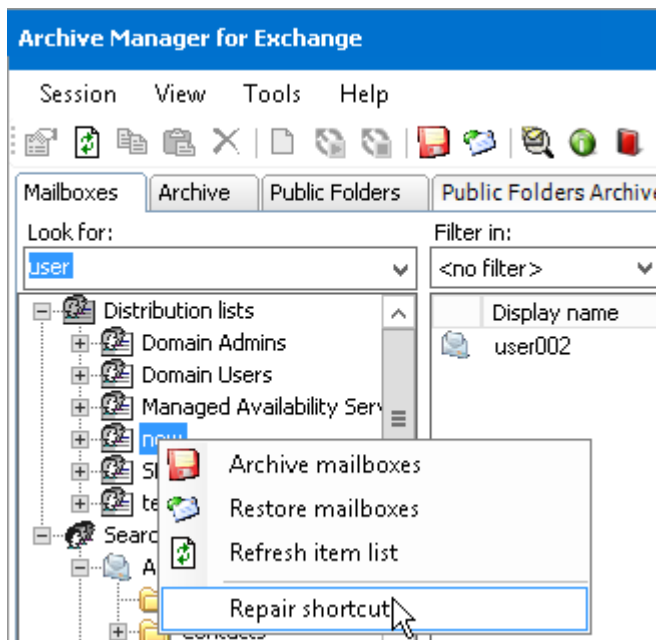 Archive Manager for Exchange
Session View Tools Help
Mailboxes Archive Public Folders Public Folders Archive
Look for: Filter in:
user <no filter>
Distribution lists Display name
Domain Admins user002
Domain Users
Managed Availability Serv
new
Archive mailboxes
Restore mailboxes
Refresh item list
Repair shortcut
Contacts